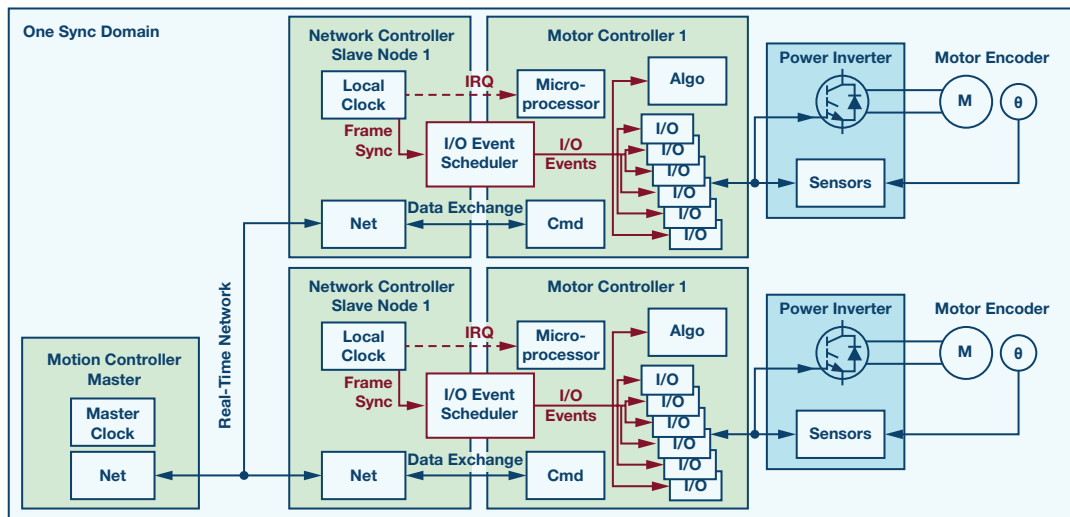 One Sync Domain
Network Controller
Slave Node 1
Local
Clock
IRQ
Frame
Sync
I/O Event
Scheduler
Net
Data Exchange
Motor Controller 1
Micro-
processor
Algo
I/O
Events
I/O
I/O
I/O
I/O
I/O
I/O
Cmd
Power Inverter
Sensors
Motor Encoder
M
θ
Real-Time Network
Network Controller
Slave Node 1
Local
Clock
IRQ
Frame
Sync
I/O Event
Scheduler
Net
Data Exchange
Motor Controller 1
Micro-
processor
Algo
I/O
Events
I/O
I/O
I/O
I/O
I/O
I/O
Cmd
Power Inverter
Sensors
Motor Encoder
M
θ
Motion Controller
Master
Master
Clock
Net